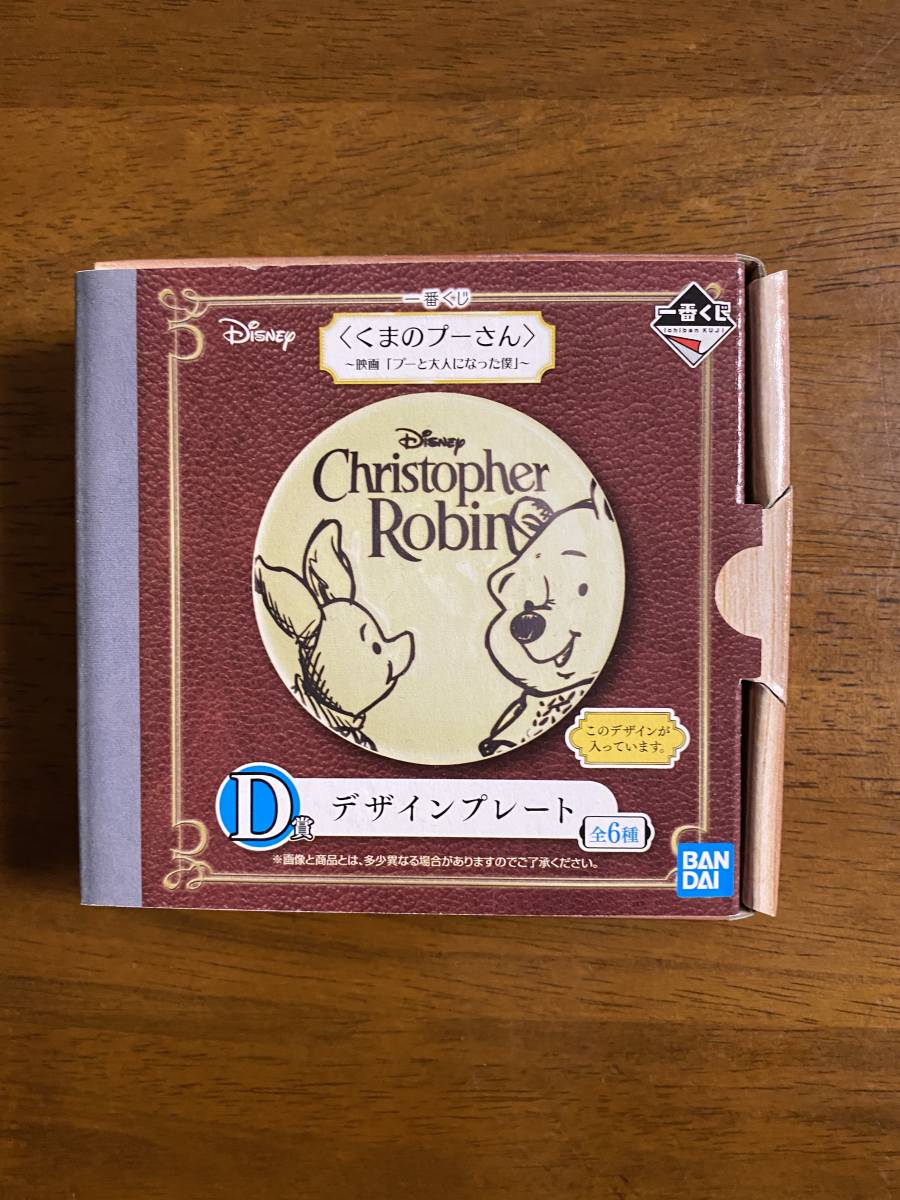 一番くじ
Disney
〈くまのプーさん〉
～映画「プーと大人になった僕」～
一番くじ
Ichiban KUJI
Disney
Christopher
Robin
このデザインが
入っています。
D賞
デザインプレート
全6種
※画像と商品とは、多少異なる場合がありますのでご了承ください。
BAN
DAI